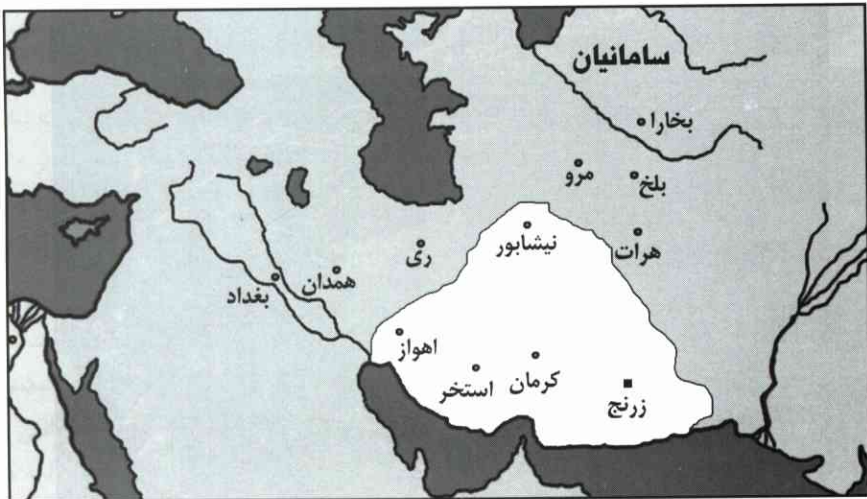 سامانیان
بخارا
مرو
بلخ
نیشابور
هرات
ری
همدان
بغداد
اهواز
استخر
کرمان
زرنج